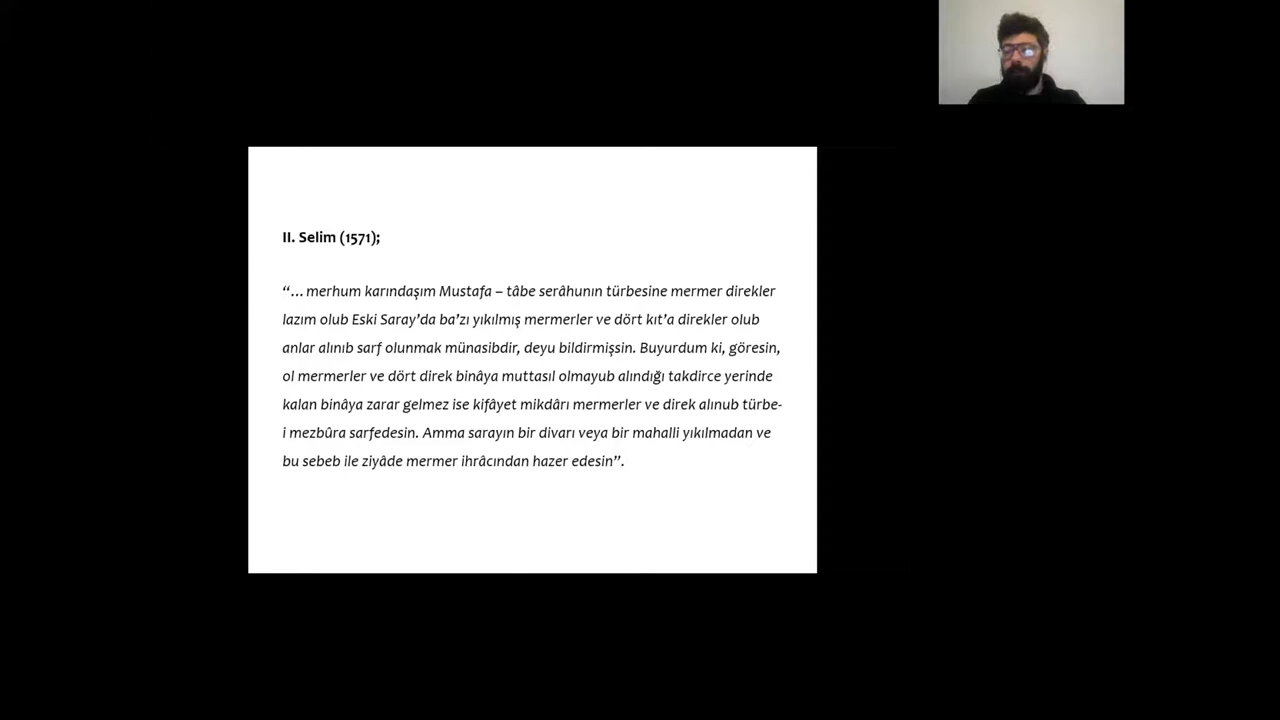 II. Selim (1571);
“... merhum karındaşım Mustafa – tâbe serâhunın türbesine mermer direkler
lazım olub Eski Saray’da ba’zı yıkılmış mermerler ve dört kıt’a direkler olub
anlar alınıb sarf olunmak münasibdir, deyu bildirmişsin. Buyurdum ki, göresin,
ol mermerler ve dört direk binâya muttasıl olmayub alındığı takdirce yerinde
kalan binâya zarar gelmez ise kifâyet mikdârı mermerler ve direk alınub türbe-
i mezbûra sarfedesin. Amma sarayın bir divarı veya bir mahalli yıkılmadan ve
bu sebeb ile ziyâde mermer ihrâcından hazer edesin”.